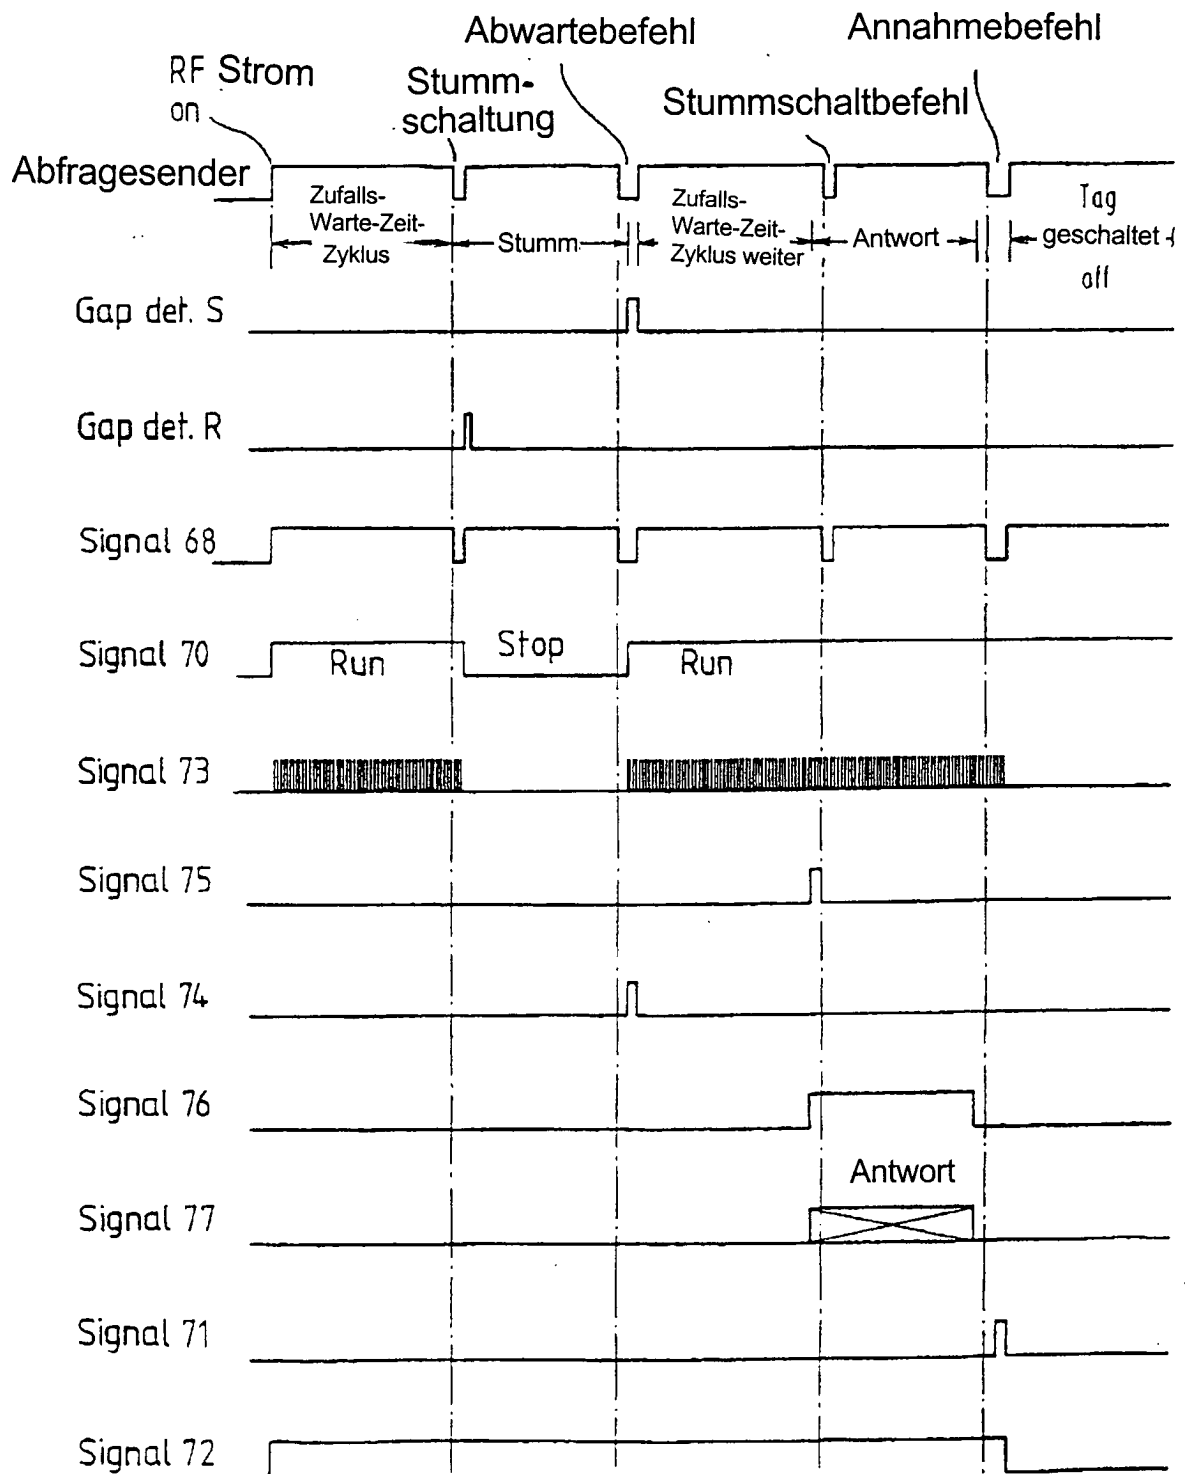 Abwartebefehl
Annahmebefehl
RF Strom
on
Stumm-
schaltung
Stummschaltbefehl
Abfragesender
Zufalls-
Warte-Zeit-
Zyklus
Stumm
Zufalls-
Warte-Zeit-
Zyklus weiter
Antwort
Tag
geschaltet
off
Gap det. S
Gap det. R
Signal 68
Signal 70
Run
Stop
Run
Signal 73
Signal 75
Signal 74
Signal 76
Antwort
Signal 77
Signal 71
Signal 72